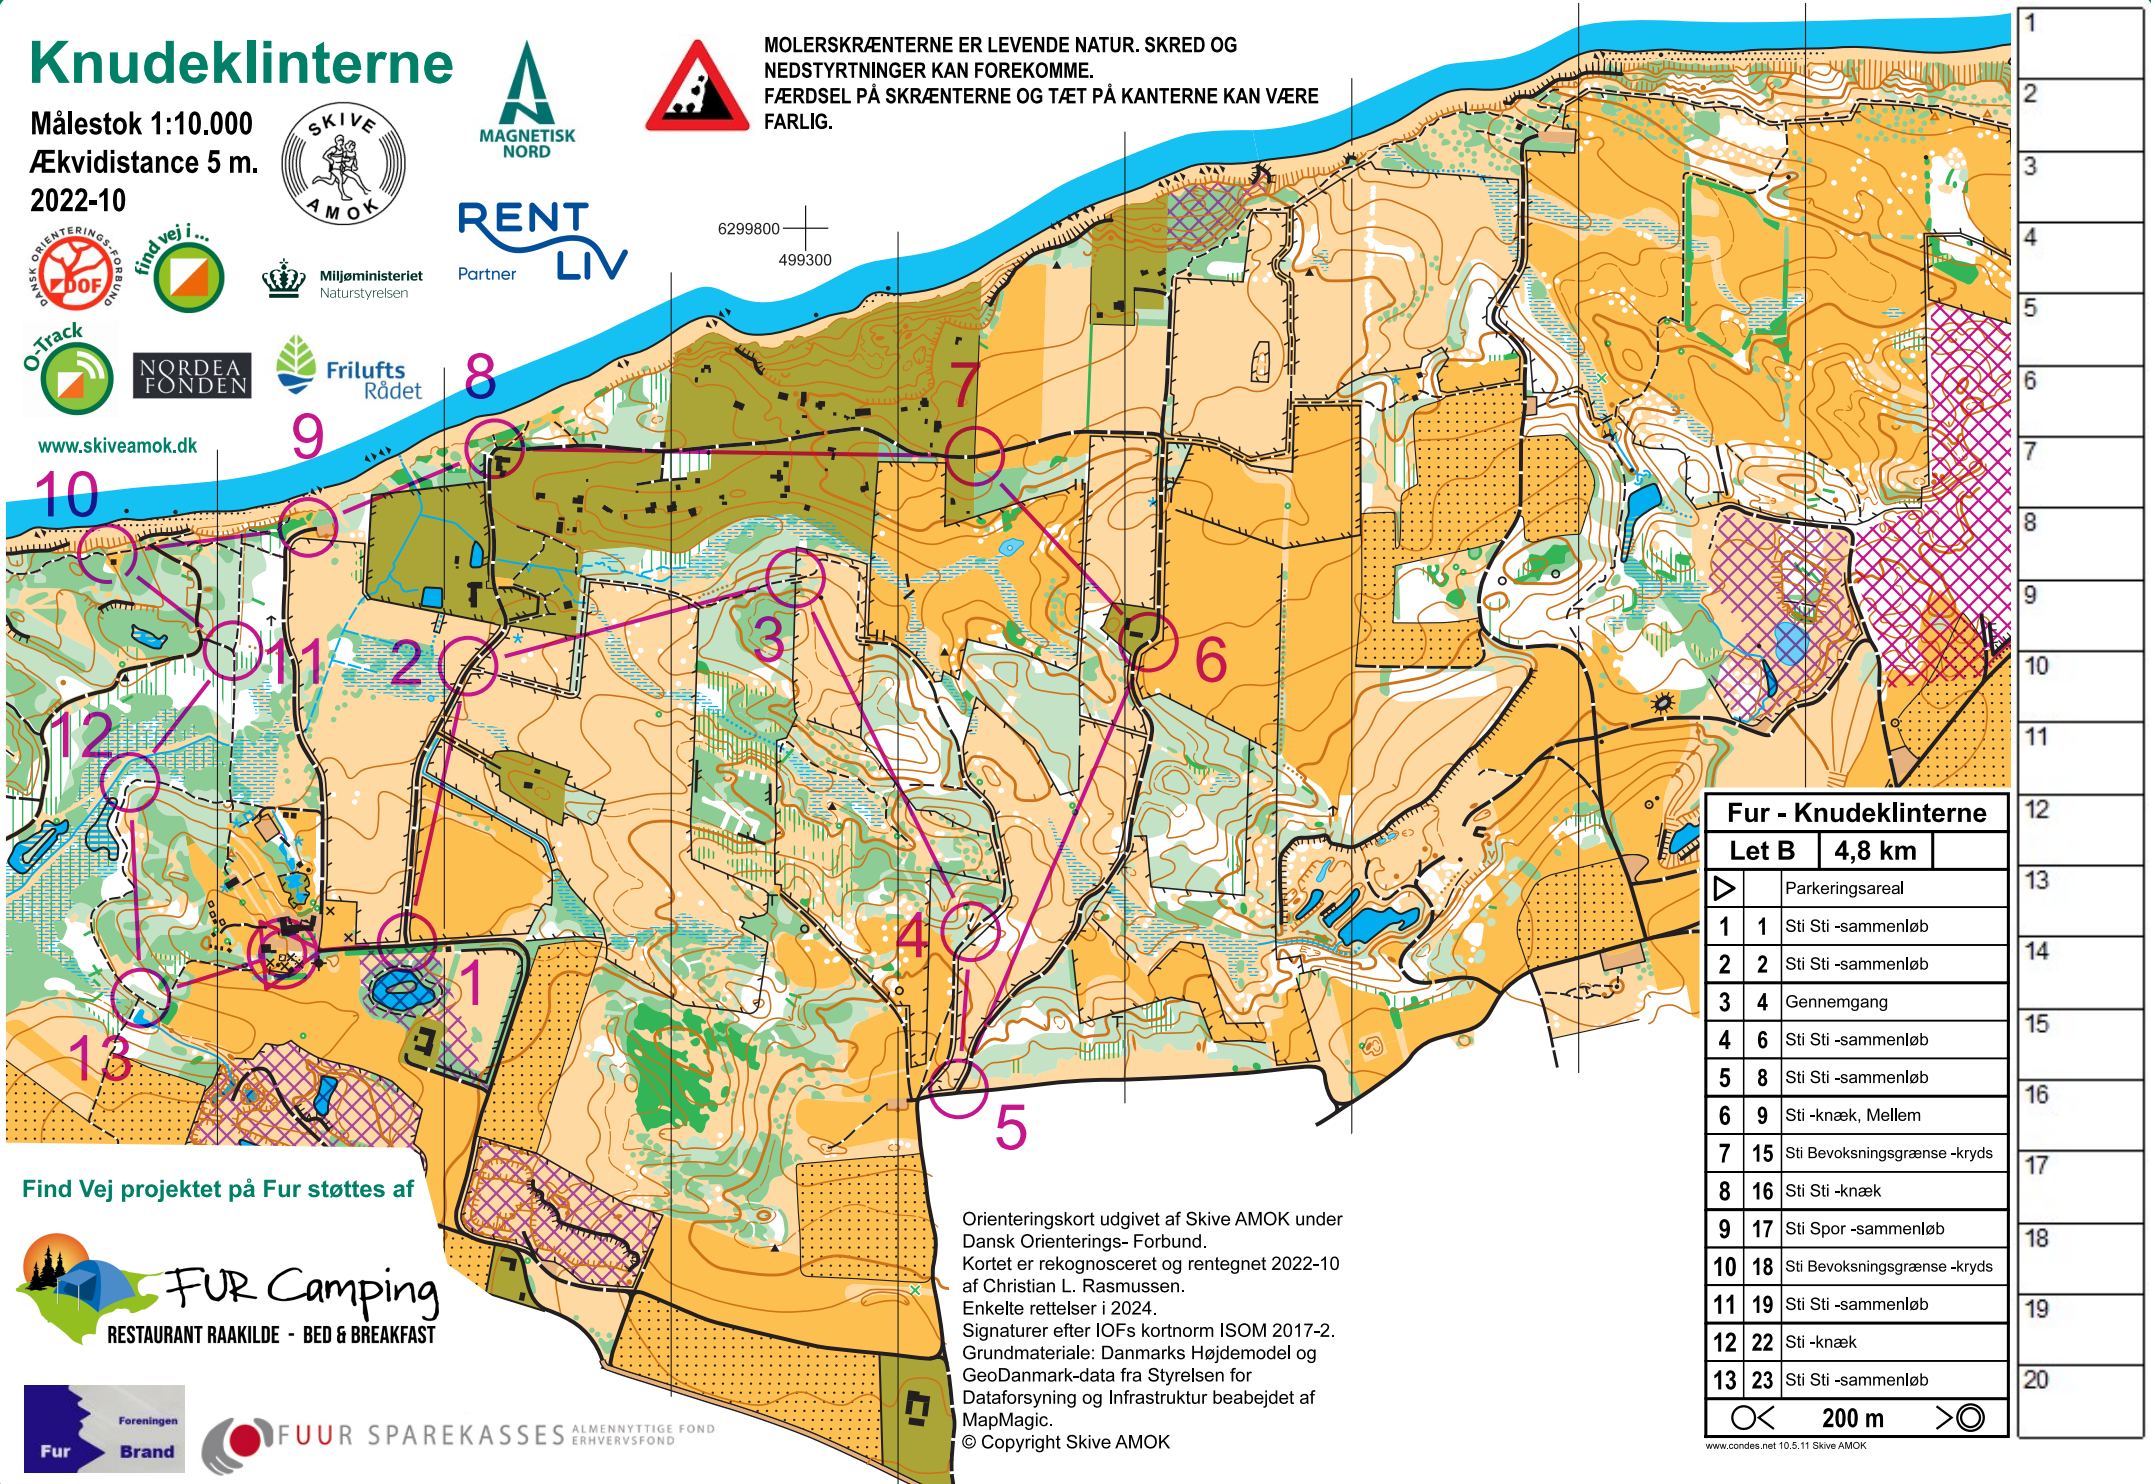 Knudeklinterne
Målestok 1:10.000
Ækvidistance 5 m.
2022-10
SKIVE
AMOK
MAGNETISK
NORD
MOLERSKRÆNTERNE ER LEVENDE NATUR. SKRED OG
NEDSTYRTNINGER KAN FOREKOMME.
FÆRDSEL PÅ SKRÆNTERNE OG TÆT PÅ KANTERNE KAN VÆRE
FARLIG.
DANSK ORIENTERINGS-FORBUND
DOF
find vej i ...
Miljøministeriet
Naturstyrelsen
RENT
LIV
Partner
6299800
499300
O-Track
NORDEA
FONDEN
Frilufts
Rådet
www.skiveamok.dk
8
7
9
10
3
2
11
6
12
4
1
13
5
Find Vej projektet på Fur støttes af
FUR Camping
RESTAURANT RAAKILDE - BED & BREAKFAST
Foreningen
Fur Brand
FUUR SPAREKASSES ALMENNYTTIGE FOND
ERHVERVSFOND
Orienteringskort udgivet af Skive AMOK under
Dansk Orienterings- Forbund.
Kortet er rekognosceret og rentegnet 2022-10
af Christian L. Rasmussen.
Enkelte rettelser i 2024.
Signaturer efter IOFs kortnorm ISOM 2017-2.
Grundmateriale: Danmarks Højdemodel og
GeoDanmark-data fra Styrelsen for
Dataforsyning og Infrastruktur beabejdet af
MapMagic.
© Copyright Skive AMOK
Fur - Knudeklinterne
Let B 4,8 km
Parkeringsareal
1 1 Sti Sti -sammenløb
2 2 Sti Sti -sammenløb
3 4 Gennemgang
4 6 Sti Sti -sammenløb
5 8 Sti Sti -sammenløb
6 9 Sti -knæk, Mellem
7 15 Sti Bevoksningsgrænse -kryds
8 16 Sti Sti -knæk
9 17 Sti Spor -sammenløb
10 18 Sti Bevoksningsgrænse -kryds
11 19 Sti Sti -sammenløb
12 22 Sti -knæk
13 23 Sti Sti -sammenløb
200 m
www.condes.net 10.5.11 Skive AMOK
1
2
3
4
5
6
7
8
9
10
11
12
13
14
15
16
17
18
19
20